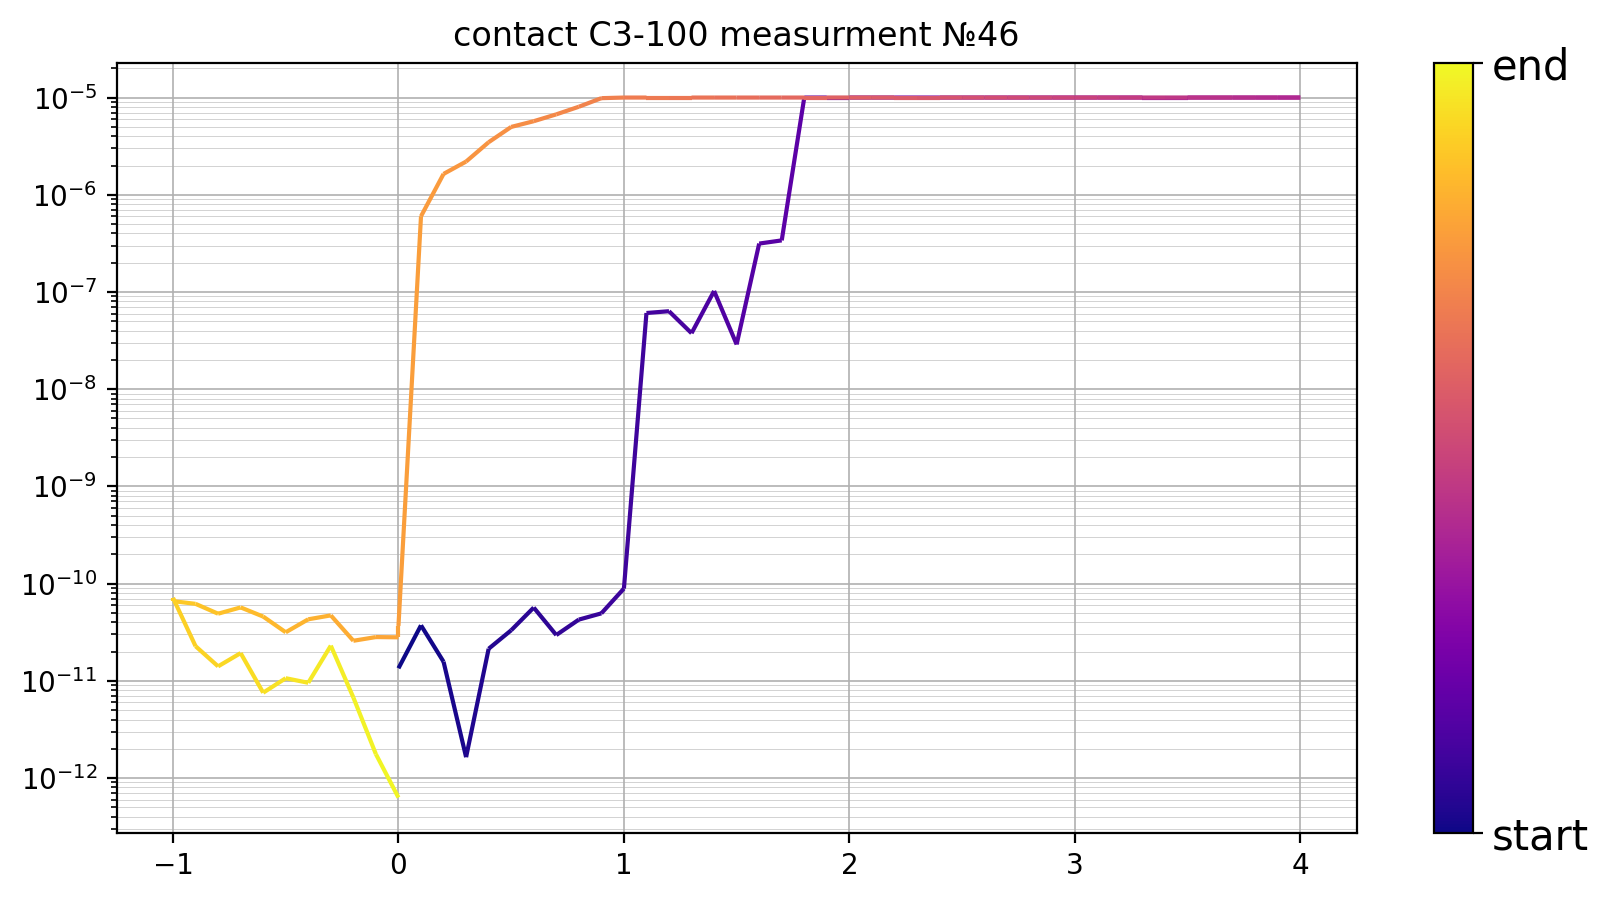 contact C3-100 measurment №46
10⁻⁵
10⁻⁶
10⁻⁷
10⁻⁸
10⁻⁹
10⁻¹⁰
10⁻¹¹
10⁻¹²
−1 0 1 2 3 4
end
start